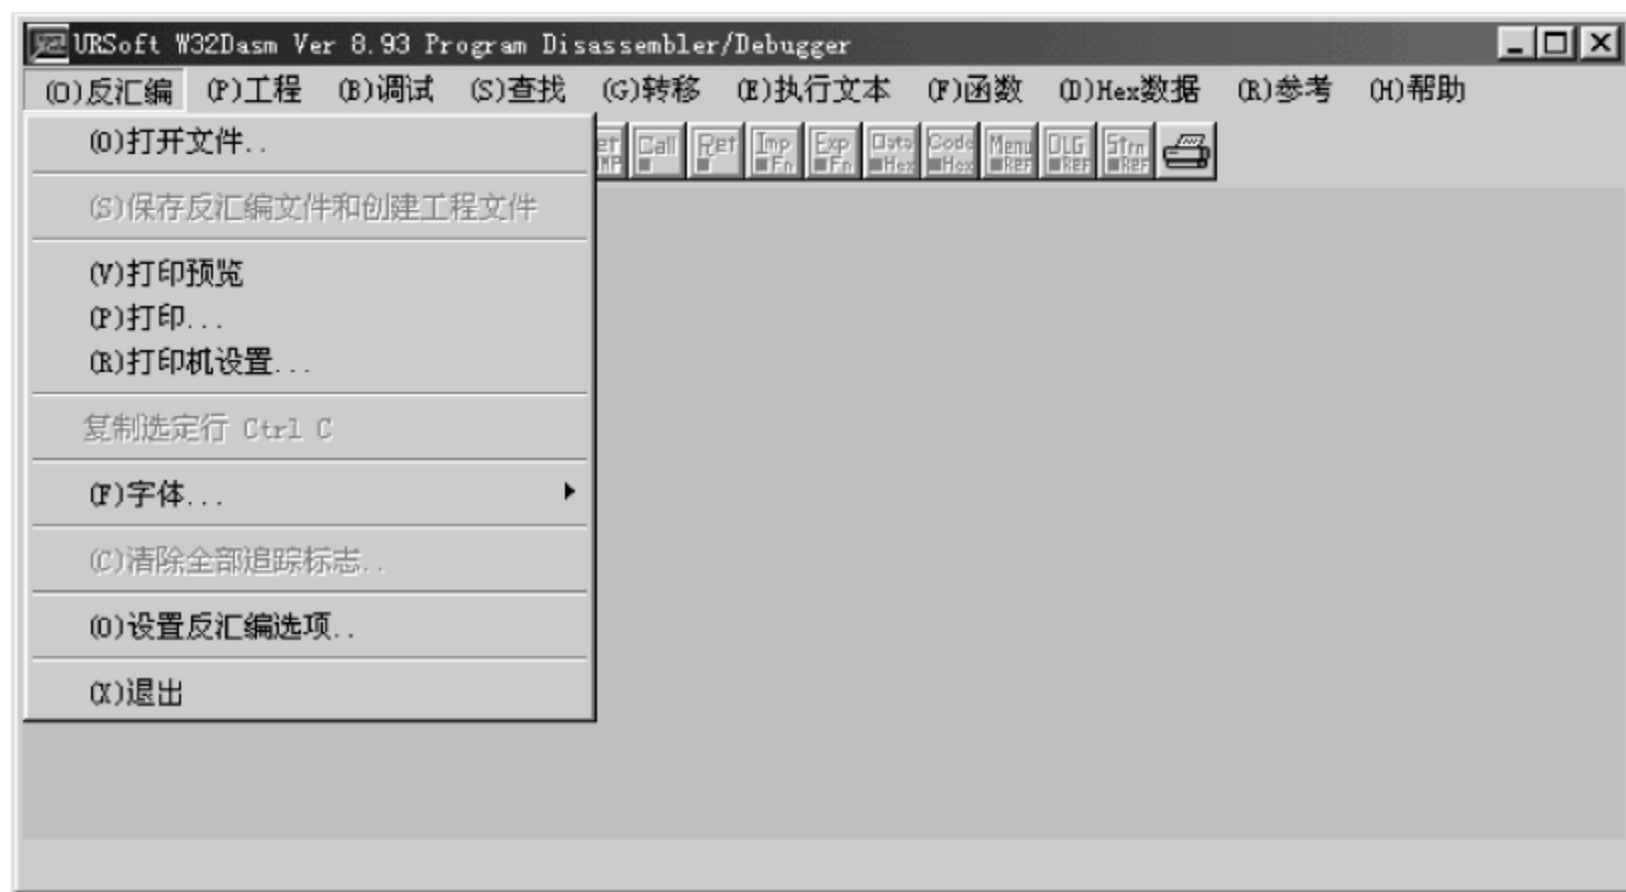 URSoft W32Dasm Ver 8.93 Program Disassembler/Debugger
(O)反汇编 (P)工程 (B)调试 (S)查找 (G)转移 (E)执行文本 (F)函数 (D)Hex数据 (R)参考 (H)帮助
(O)打开文件..
Call Ret Imp Fn Exp Fn Data Hex Code Hex Menu REF DLG REF Strn REF
(S)保存反汇编文件和创建工程文件
(V)打印预览
(P)打印...
(R)打印机设置...
复制选定行 Ctrl C
(F)字体...
(C)清除全部追踪标志..
(O)设置反汇编选项..
(X)退出